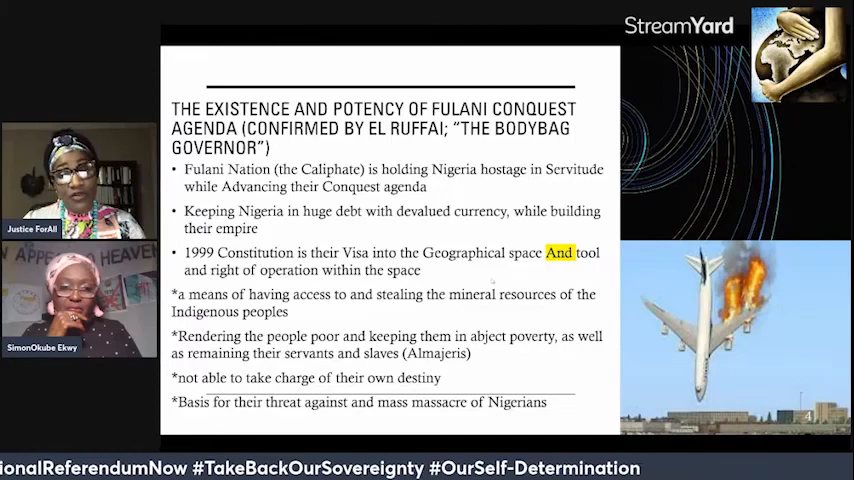 StreamYard
THE EXISTENCE AND POTENCY OF FULANI CONQUEST
AGENDA (CONFIRMED BY EL RUFFAI; “THE BODYBAG
GOVERNOR”)
• Fulani Nation (the Caliphate) is holding Nigeria hostage in Servitude
while Advancing their Conquest agenda
• Keeping Nigeria in huge debt with devalued currency, while building
their empire
• 1999 Constitution is their Visa into the Geographical space And tool
and right of operation within the space
*a means of having access to and stealing the mineral resources of the
Indigenous peoples
*Rendering the people poor and keeping them in abject poverty, as well
as remaining their servants and slaves (Almajeris)
*not able to take charge of their own destiny
*Basis for their threat against and mass massacre of Nigerians
4
Justice ForAll
AN APPEAL TO HEAVEN
SimonOkube Ekwy
ionalReferendumNow #TakeBackOurSovereignty #OurSelf-Determination